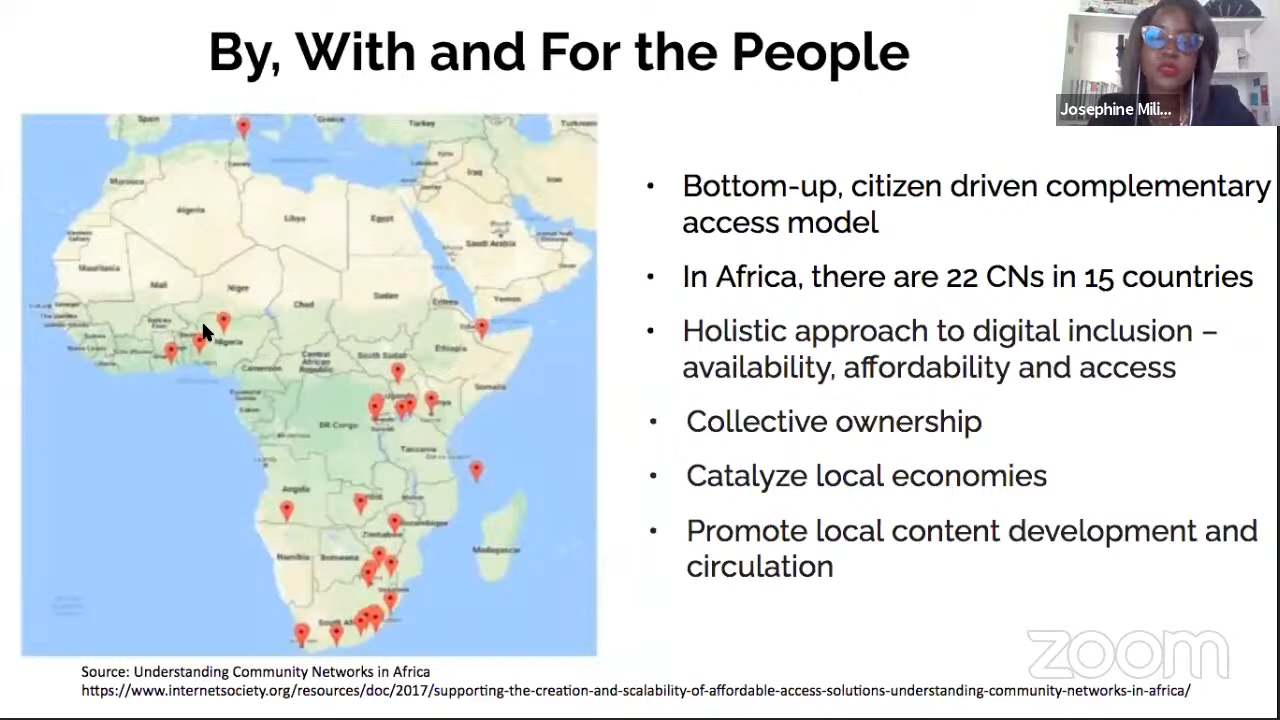 By, With and For the People
Josephine Mili...
Spain
Greece
Turkey
Iraq
Iran
Morocco
Algeria
Libya
Egypt
Saudi Arabia
Mauritania
Mali
Niger
Chad
Sudan
Eritrea
Yemen
Nigeria
Ethiopia
South Sudan
Central
African
Republic
Cameroon
Somalia
DR Congo
Tanzania
Angola
Zimbabwe
Mozambique
Namibia
Botswana
Madagascar
• Bottom-up, citizen driven complementary
access model
• In Africa, there are 22 CNs in 15 countries
• Holistic approach to digital inclusion –
availability, affordability and access
• Collective ownership
• Catalyze local economies
• Promote local content development and
circulation
zoom
Source: Understanding Community Networks in Africa
https://www.internetsociety.org/resources/doc/2017/supporting-the-creation-and-scalability-of-affordable-access-solutions-understanding-community-networks-in-africa/